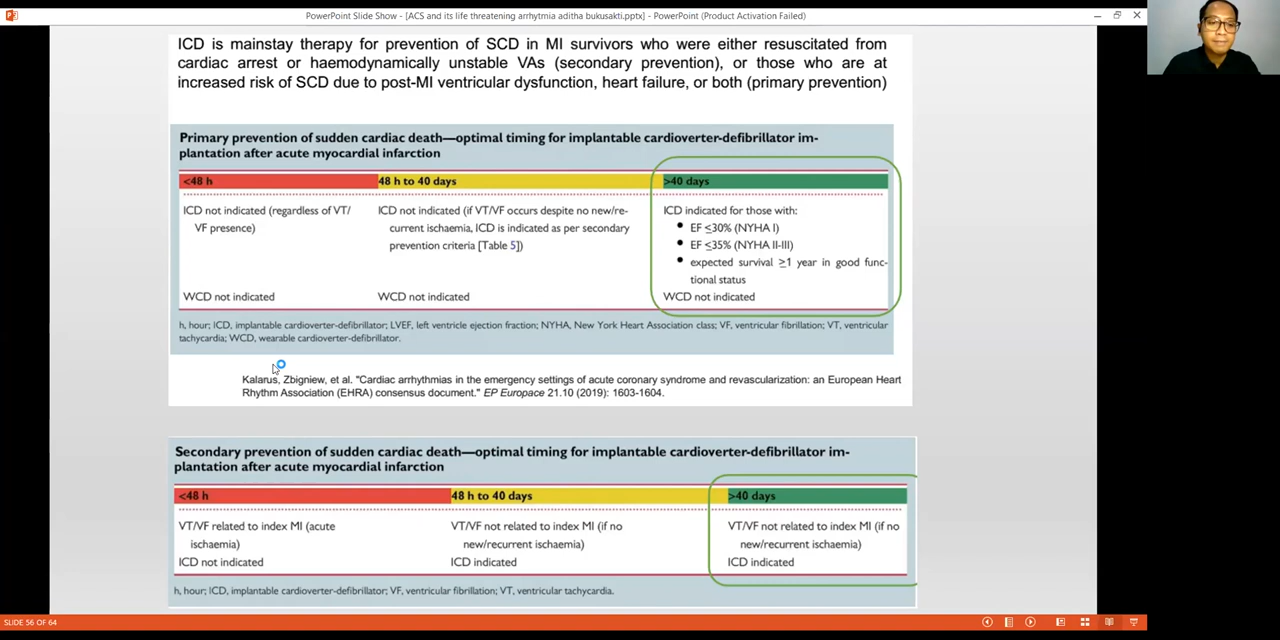 PowerPoint Slide Show - [ACS and its life threatening arrhytmia aditha bukusakti.pptx] - PowerPoint (Product Activation Failed)
ICD is mainstay therapy for prevention of SCD in MI survivors who were either resuscitated from
cardiac arrest or haemodynamically unstable VAs (secondary prevention), or those who are at
increased risk of SCD due to post-MI ventricular dysfunction, heart failure, or both (primary prevention)
Primary prevention of sudden cardiac death—optimal timing for implantable cardioverter-defibrillator im-
plantation after acute myocardial infarction
<48 h 48 h to 40 days >40 days
ICD not indicated (regardless of VT/ ICD not indicated (if VT/VF occurs despite no new/re- ICD indicated for those with:
VF presence) current ischaemia, ICD is indicated as per secondary • EF ≤30% (NYHA I)
prevention criteria [Table 5]) • EF ≤35% (NYHA II-III)
• expected survival ≥1 year in good func-
tional status
WCD not indicated WCD not indicated WCD not indicated
h, hour; ICD, implantable cardioverter-defibrillator; LVEF, left ventricle ejection fraction; NYHA, New York Heart Association class; VF, ventricular fibrillation; VT, ventricular
tachycardia; WCD, wearable cardioverter-defibrillator.
Kalarus, Zbigniew, et al. "Cardiac arrhythmias in the emergency settings of acute coronary syndrome and revascularization: an European Heart
Rhythm Association (EHRA) consensus document." EP Europace 21.10 (2019): 1603-1604.
Secondary prevention of sudden cardiac death—optimal timing for implantable cardioverter-defibrillator im-
plantation after acute myocardial infarction
<48 h 48 h to 40 days >40 days
VT/VF related to index MI (acute VT/VF not related to index MI (if no VT/VF not related to index MI (if no
ischaemia) new/recurrent ischaemia) new/recurrent ischaemia)
ICD not indicated ICD indicated ICD indicated
h, hour; ICD, implantable cardioverter-defibrillator; VF, ventricular fibrillation; VT, ventricular tachycardia.
SLIDE 56 OF 64